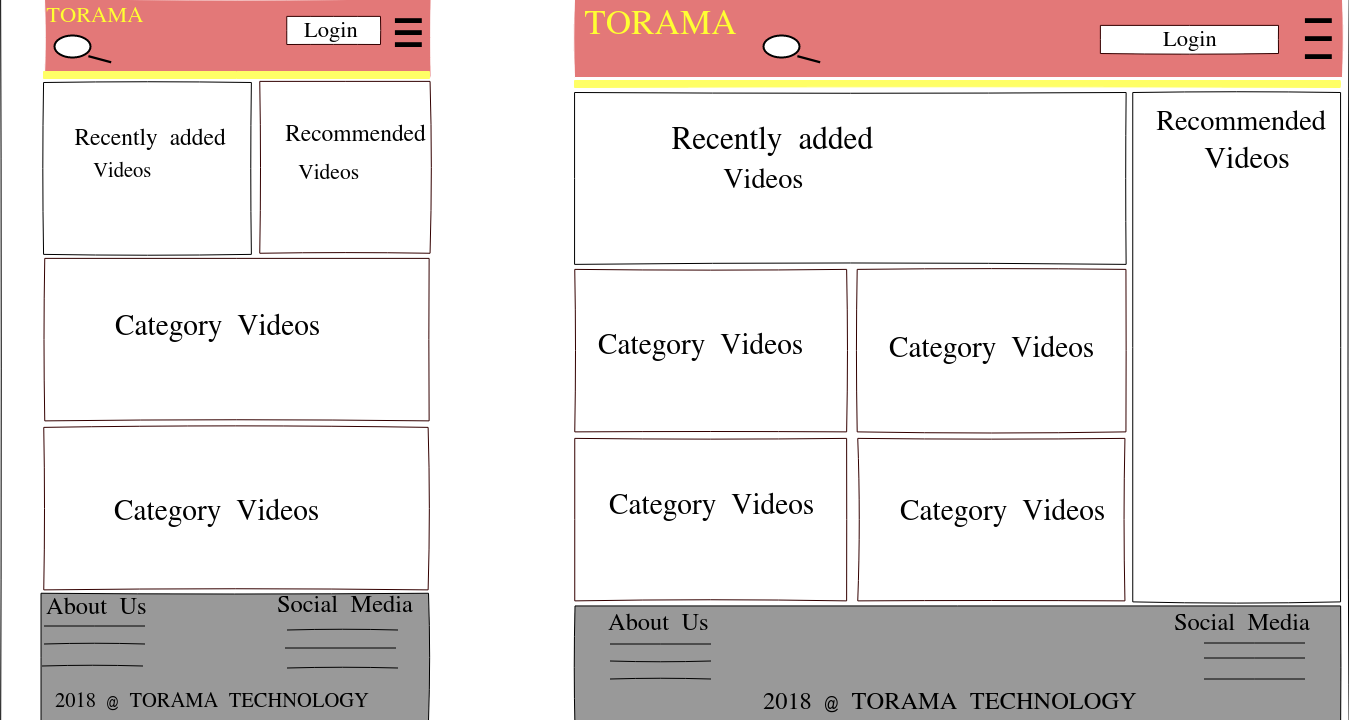 TORAMA
Login
Recently added
Videos
Recommended
Videos
Category Videos
Category Videos
About Us
Social Media
2018 @ TORAMA TECHNOLOGY
TORAMA
Login
Recently added
Videos
Recommended
Videos
Category Videos
Category Videos
Category Videos
Category Videos
About Us
Social Media
2018 @ TORAMA TECHNOLOGY